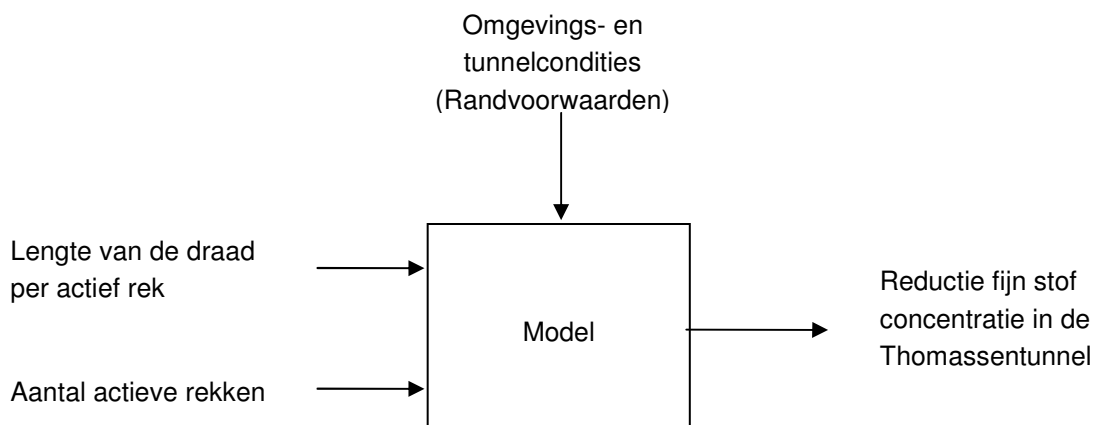 Omgevings- en
tunnelcondities
(Randvoorwaarden)
Lengte van de draad
per actief rek
Aantal actieve rekken
Model
Reductie fijn stof
concentratie in de
Thomassentunnel